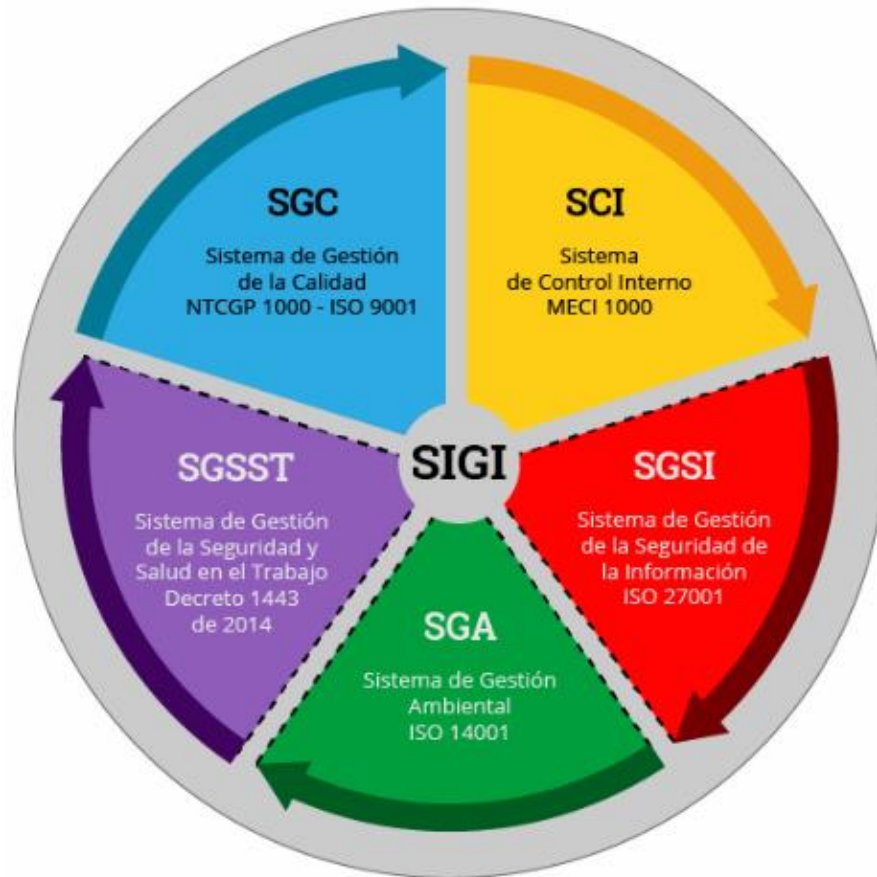 SGC
Sistema de Gestión
de la Calidad
NTCGP 1000 - ISO 9001
SCI
Sistema
de Control Interno
MECI 1000
SGSST
Sistema de Gestión
de la Seguridad y
Salud en el Trabajo
Decreto 1443
de 2014
SIGI
SGSI
Sistema de Gestión
de la Seguridad de
la Información
ISO 27001
SGA
Sistema de Gestión
Ambiental
ISO 14001